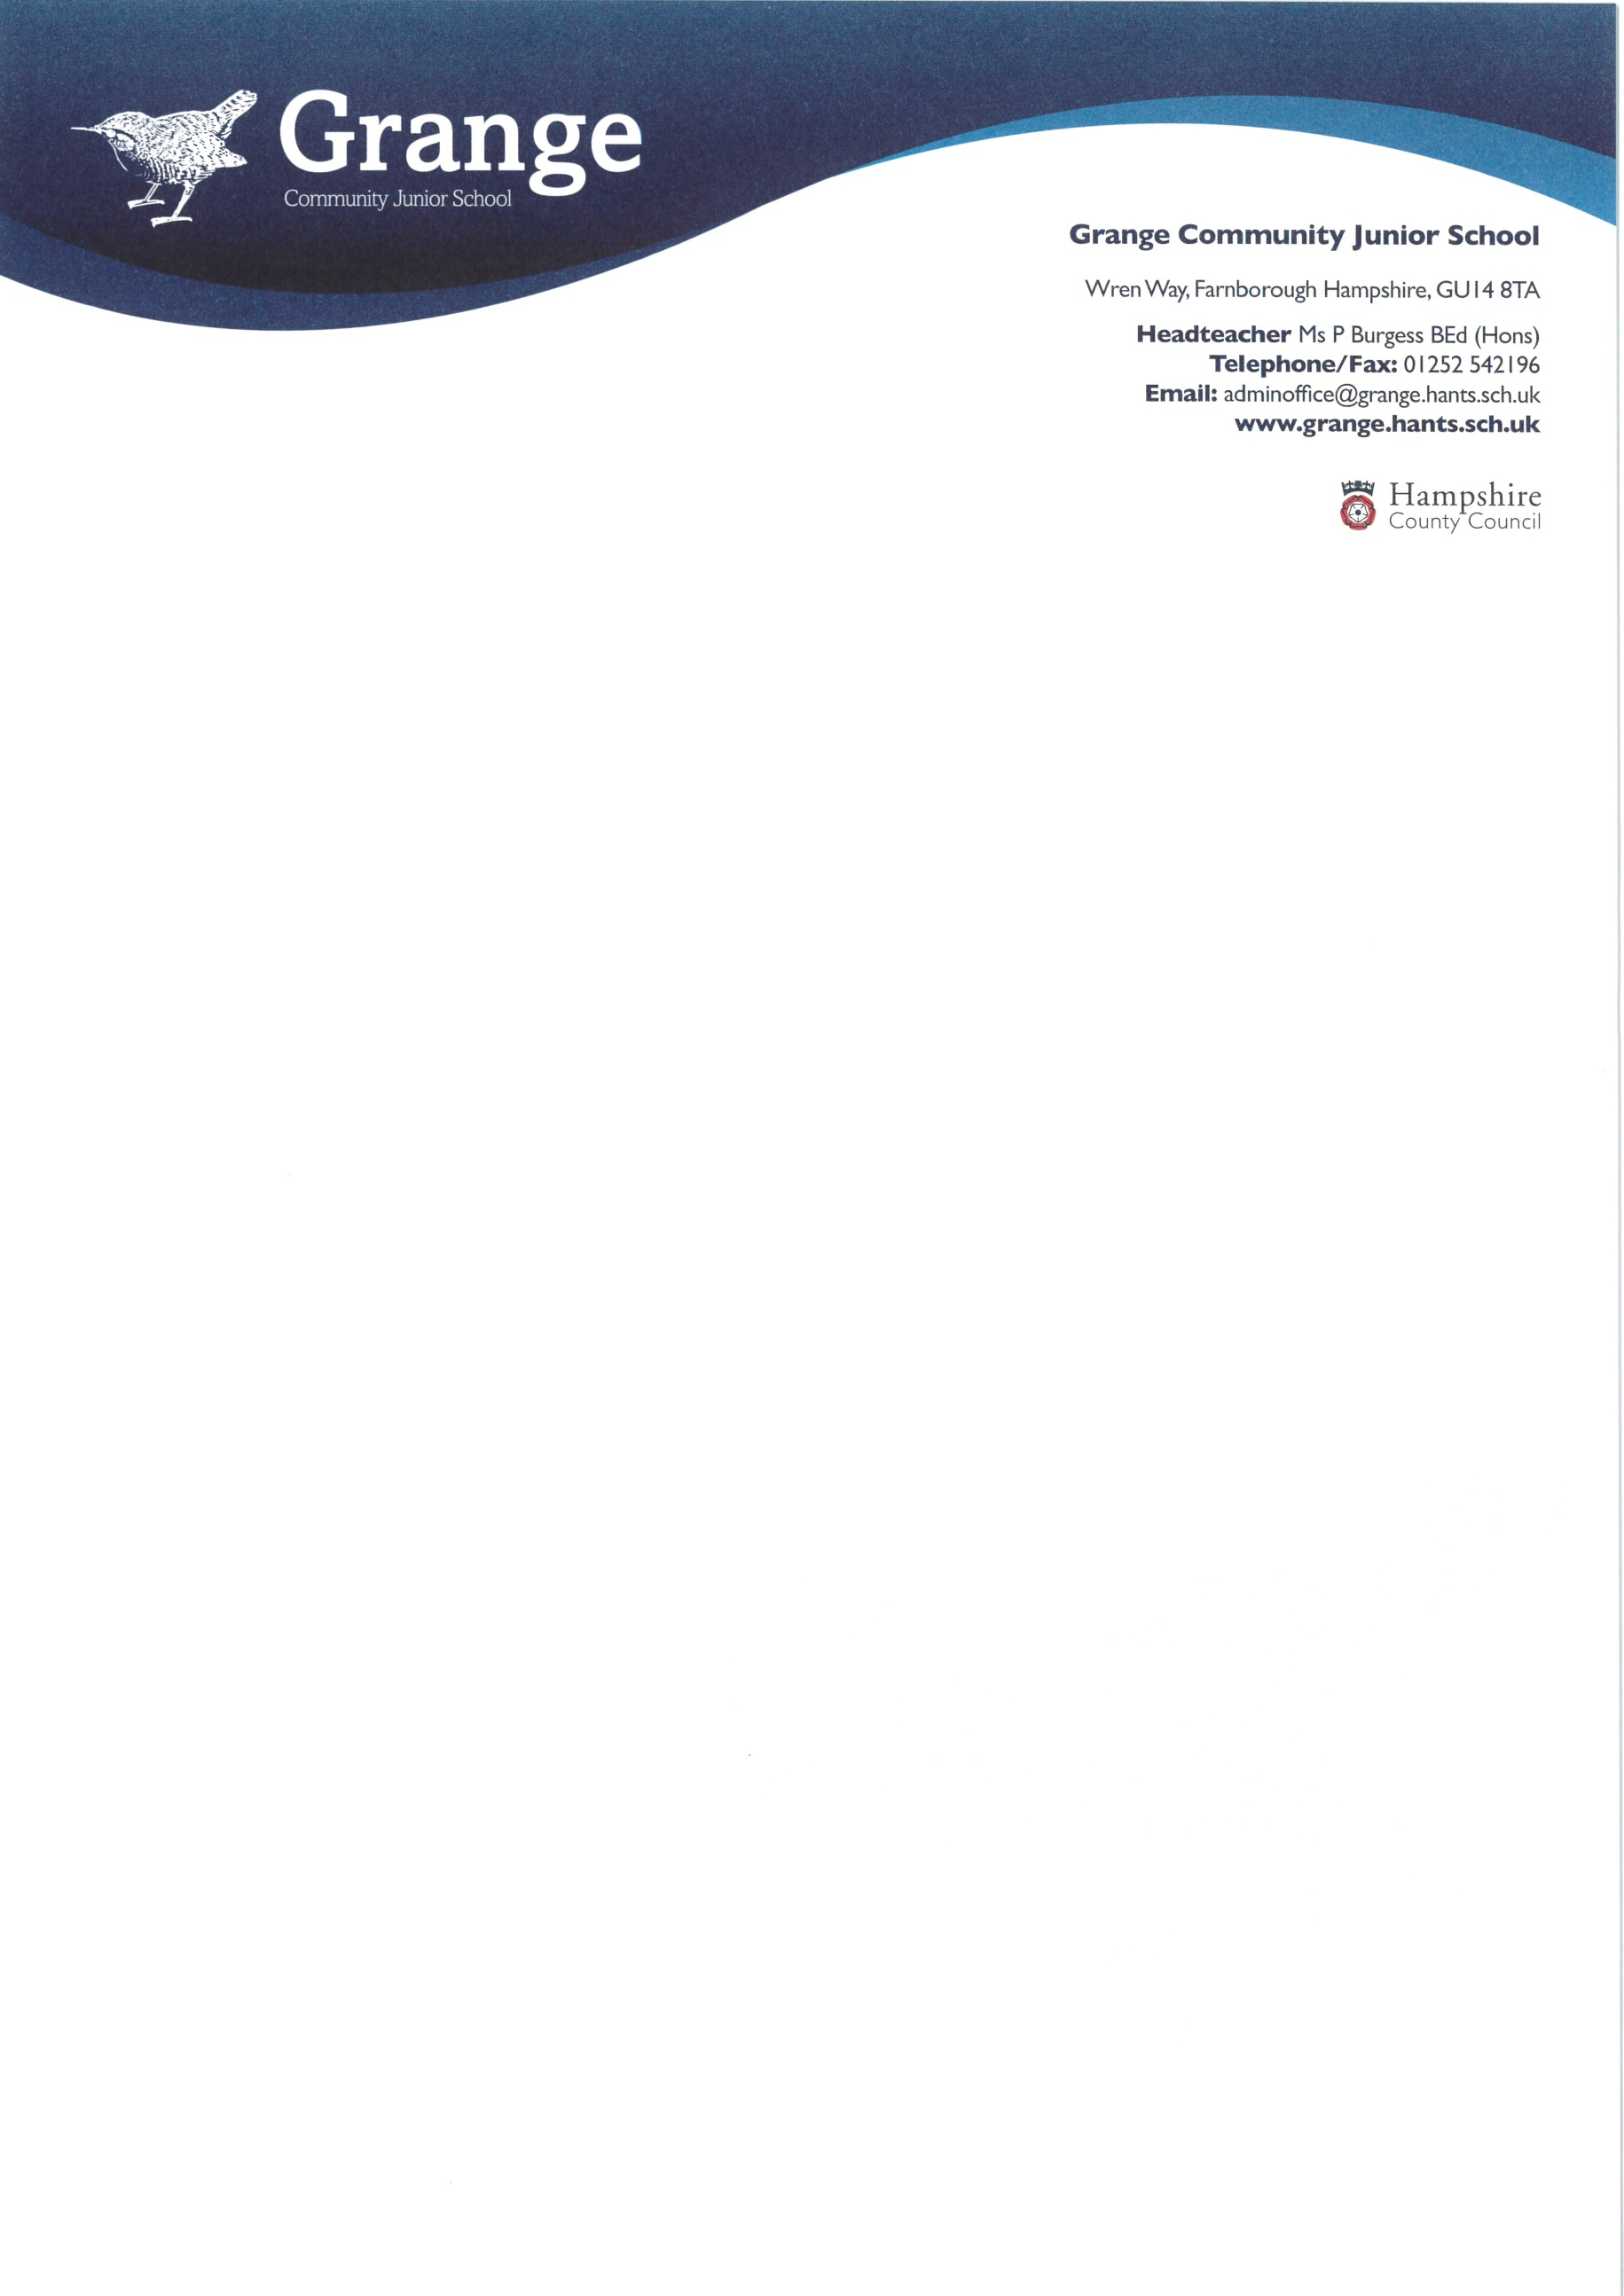 Grange
Community Junior School
Grange Community Junior School
Wren Way, Farnborough Hampshire, GU14 8TA
Headteacher Ms P Burgess BEd (Hons)
Telephone/Fax: 01252 542196
Email: adminoffice@grange.hants.sch.uk
www.grange.hants.sch.uk
Hampshire
County Council